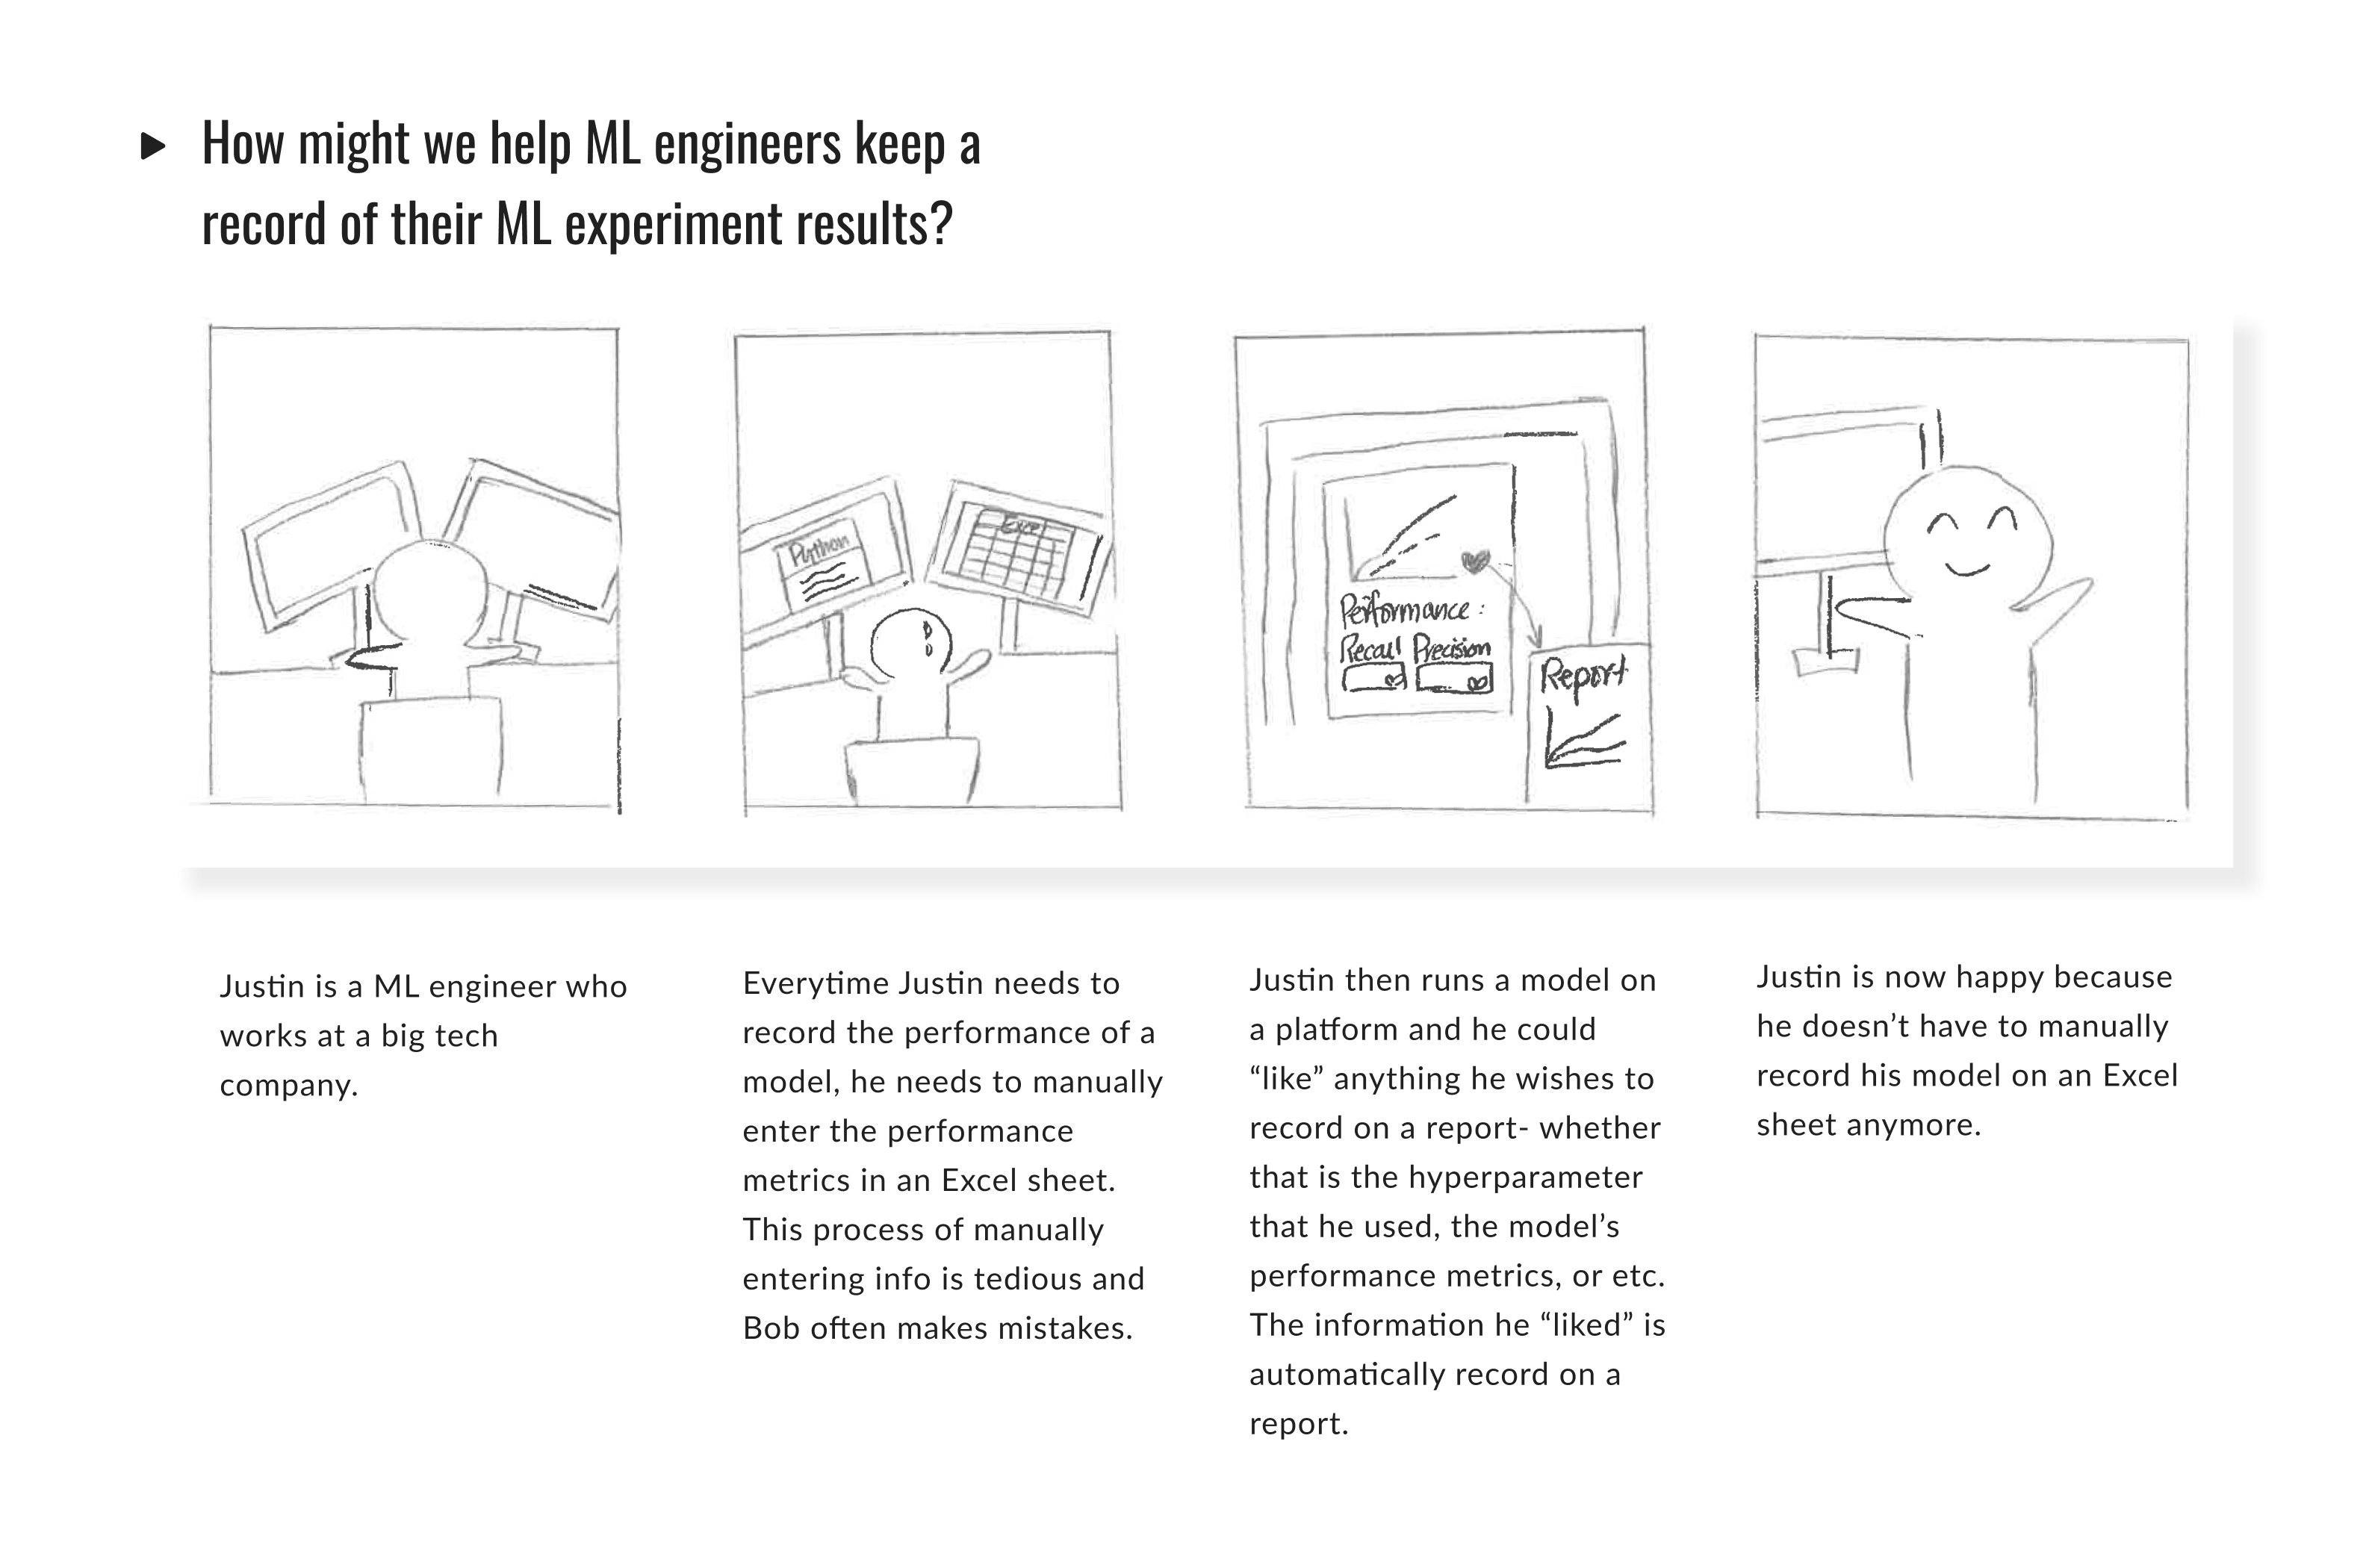 How might we help ML engineers keep a
record of their ML experiment results?
Python
Excel
Performance:
Recall Precision
Report
Justin is a ML engineer who
works at a big tech
company.
Everytime Justin needs to
record the performance of a
model, he needs to manually
enter the performance
metrics in an Excel sheet.
This process of manually
entering info is tedious and
Bob often makes mistakes.
Justin then runs a model on
a platform and he could
“like” anything he wishes to
record on a report- whether
that is the hyperparameter
that he used, the model’s
performance metrics, or etc.
The information he “liked” is
automatically record on a
report.
Justin is now happy because
he doesn’t have to manually
record his model on an Excel
sheet anymore.